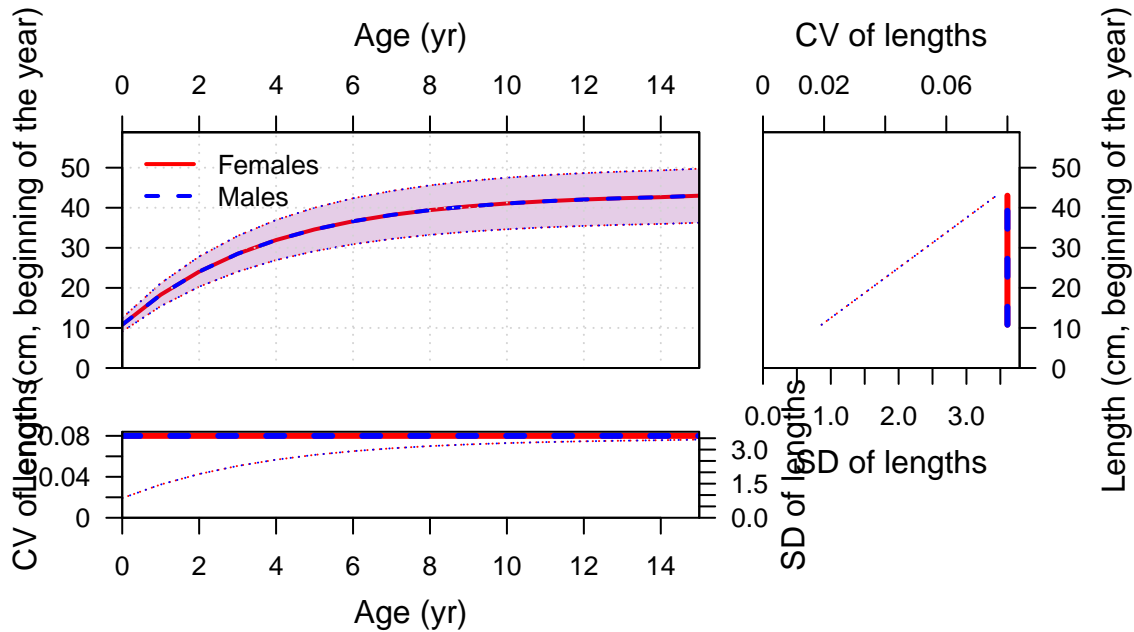 Age (yr)
0 2 4 6 8 10 12 14
CV of lengths
0 0.02 0.06
Length (cm, beginning of the year)
50
40
30
20
10
0
Females
Males
50
40
30
20
10
0
Length (cm, beginning of the year)
0.0 1.0 2.0 3.0
SD of lengths
CV of lengths
0.08
0.04
0
3.0
1.5
0.0
SD of lengths
0 2 4 6 8 10 12 14
Age (yr)